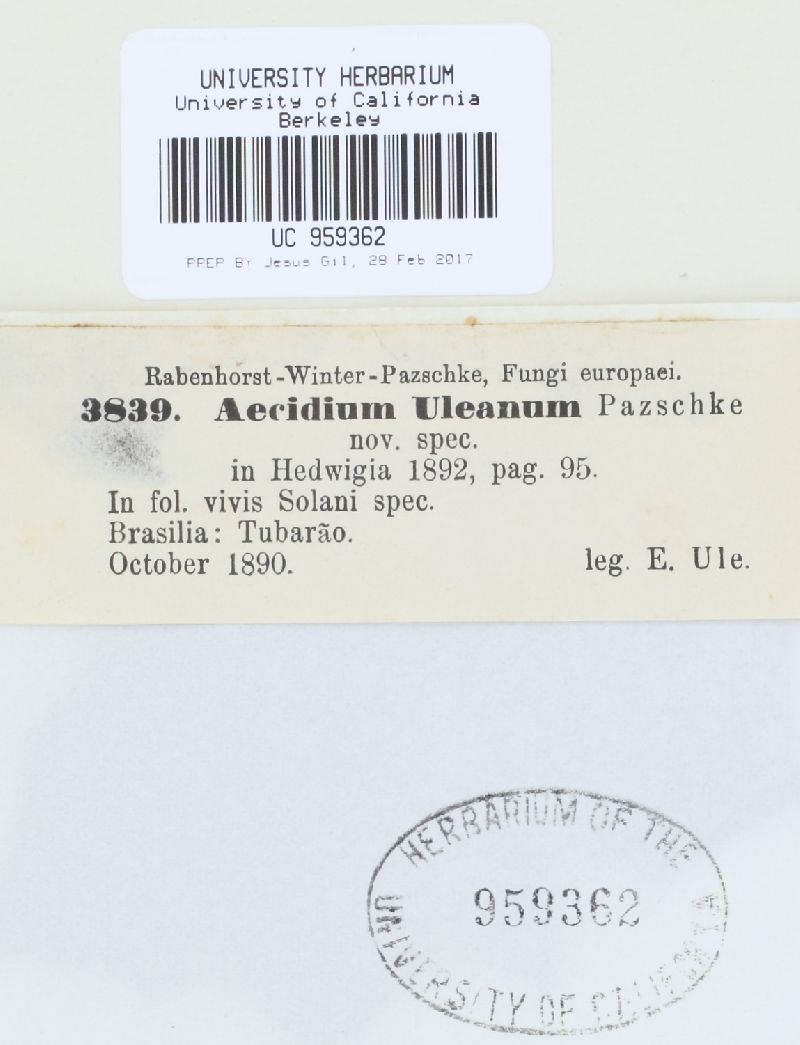 UNIVERSITY HERBARIUM
University of California
Berkeley
UC 959362
PREP BY Jesus Gil, 28 Feb 2017
Rabenhorst-Winter-Pazschke, Fungi europaei.
3839. Aecidium Uleanum Pazschke
nov. spec.
in Hedwigia 1892, pag. 95.
In fol. vivis Solani spec.
Brasilia: Tubarão.
October 1890. leg. E. Ule.
HERBARIUM OF THE
959362
UNIVERSITY OF CALIFORNIA